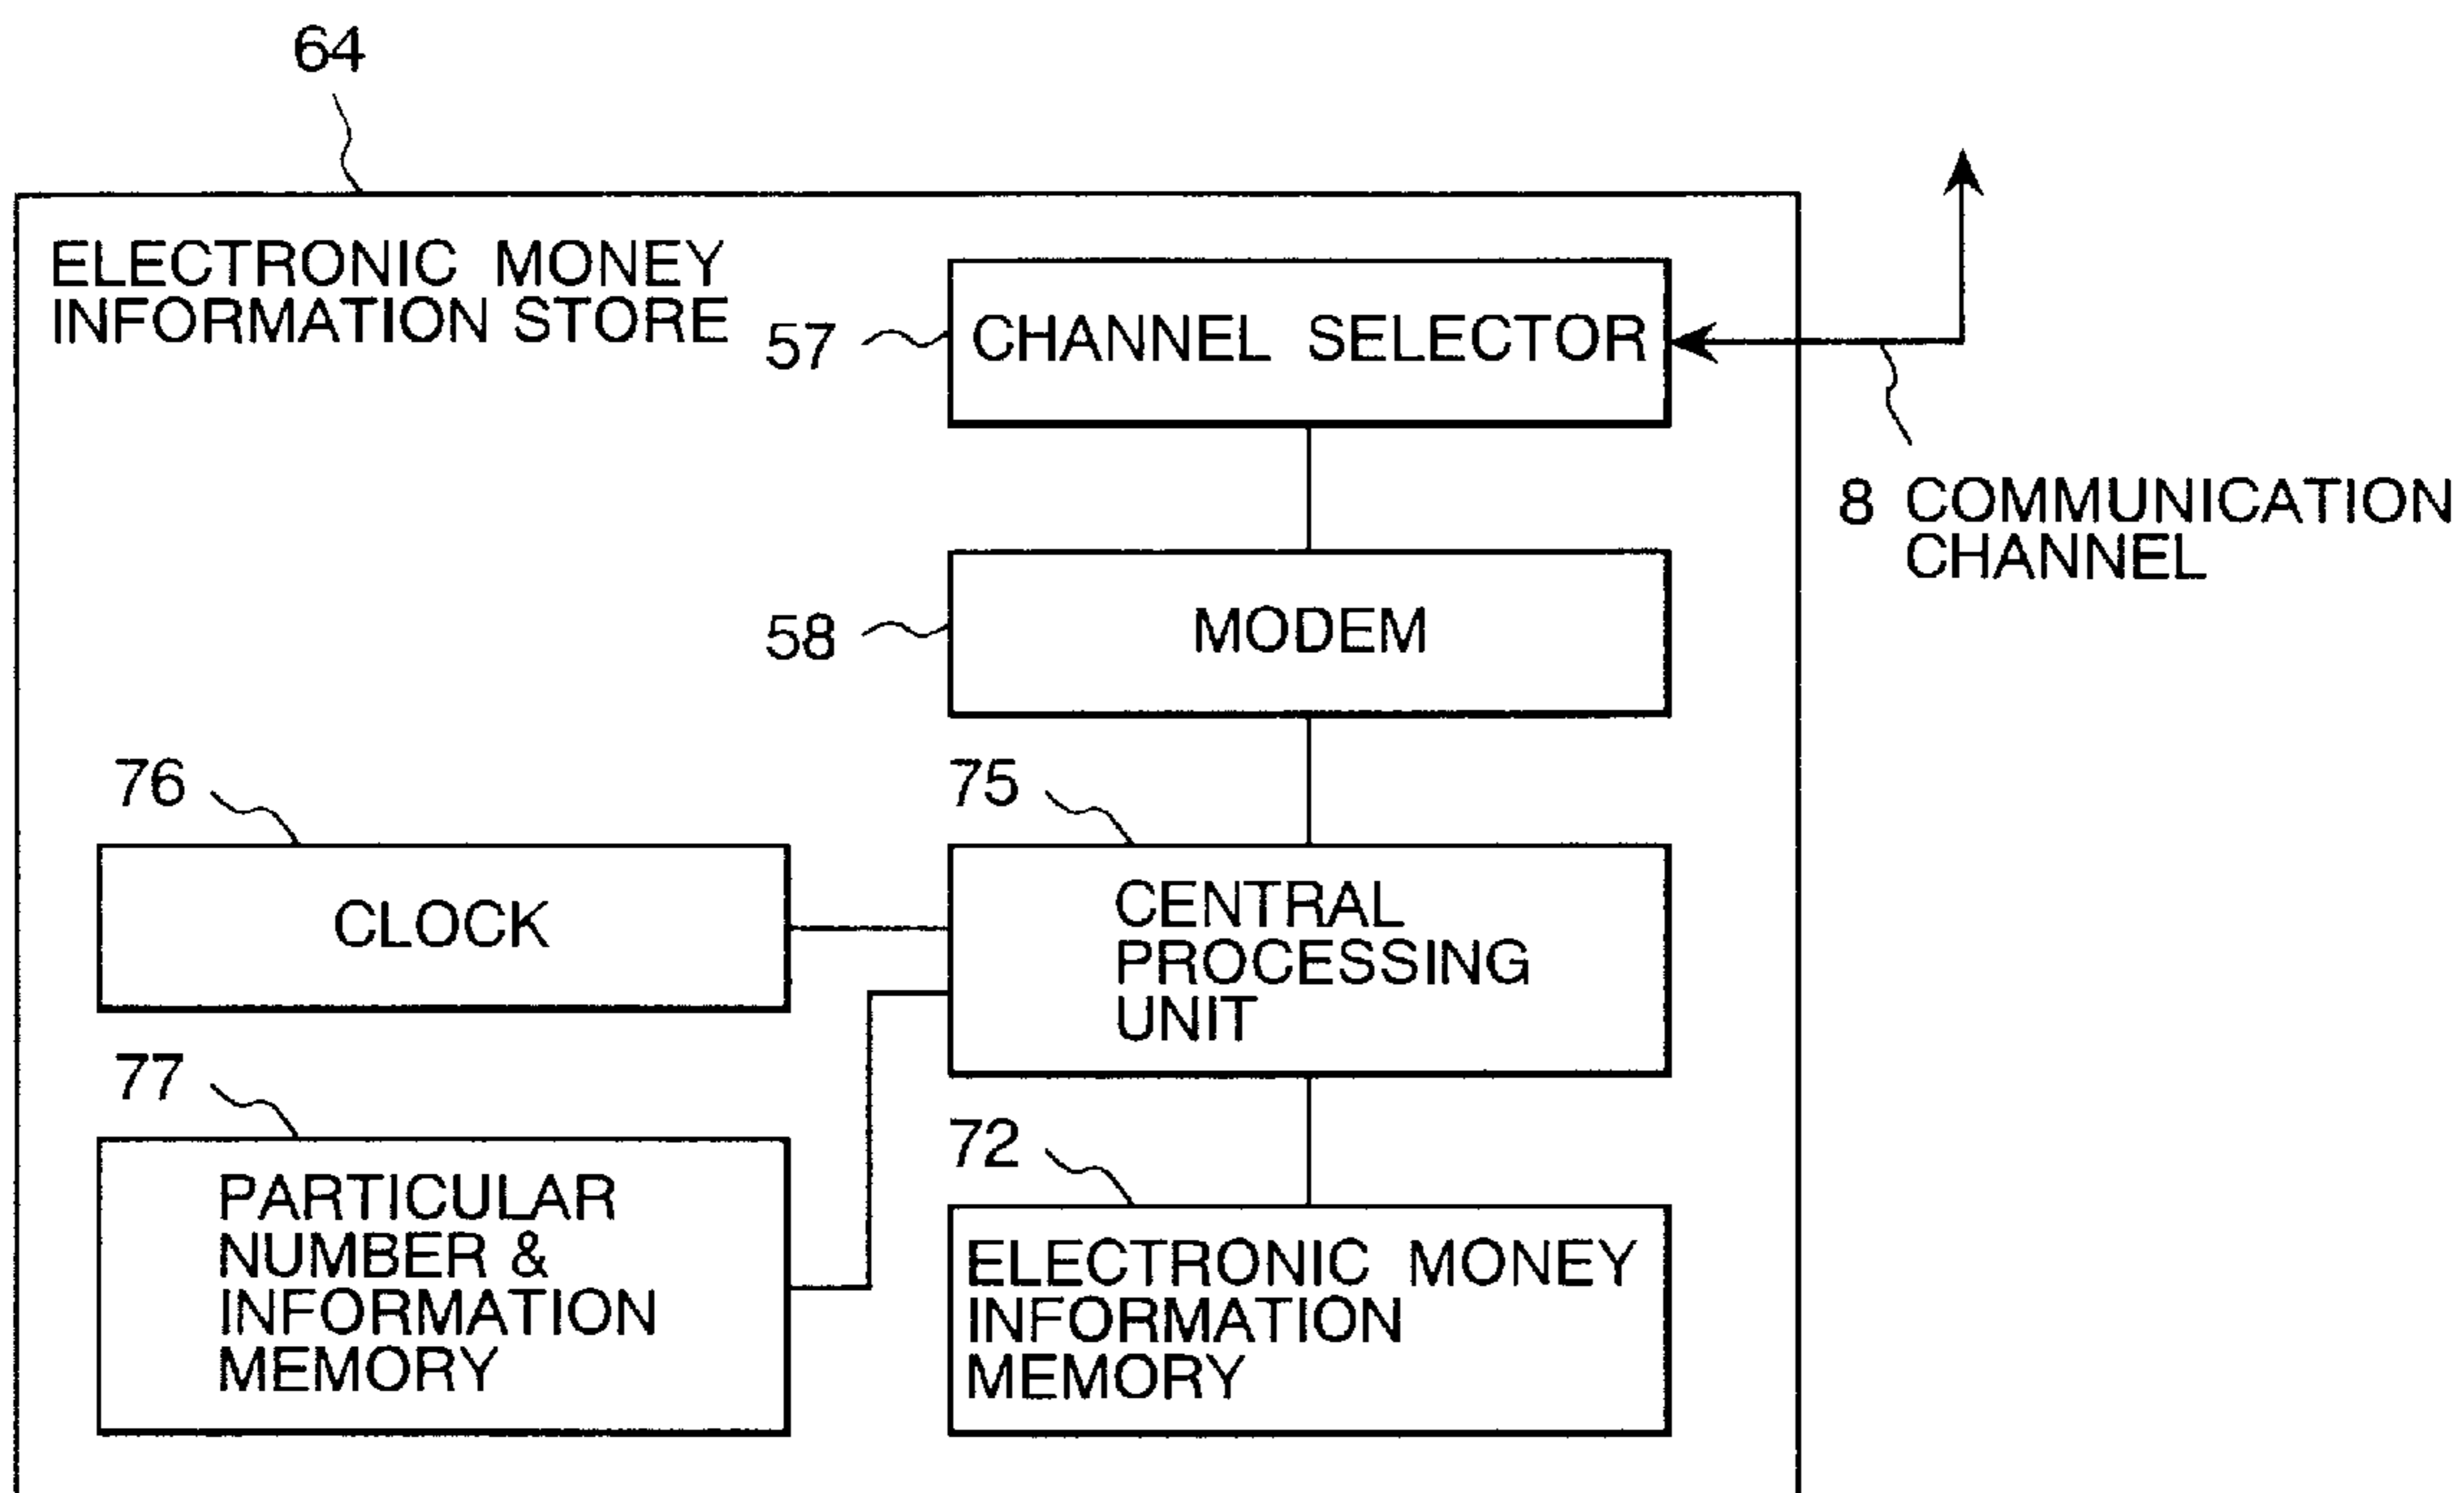 64
ELECTRONIC MONEY
INFORMATION STORE
57
CHANNEL SELECTOR
8 COMMUNICATION
CHANNEL
58
MODEM
76
75
CLOCK
CENTRAL
PROCESSING
UNIT
77
72
PARTICULAR
NUMBER &
INFORMATION
MEMORY
ELECTRONIC MONEY
INFORMATION
MEMORY